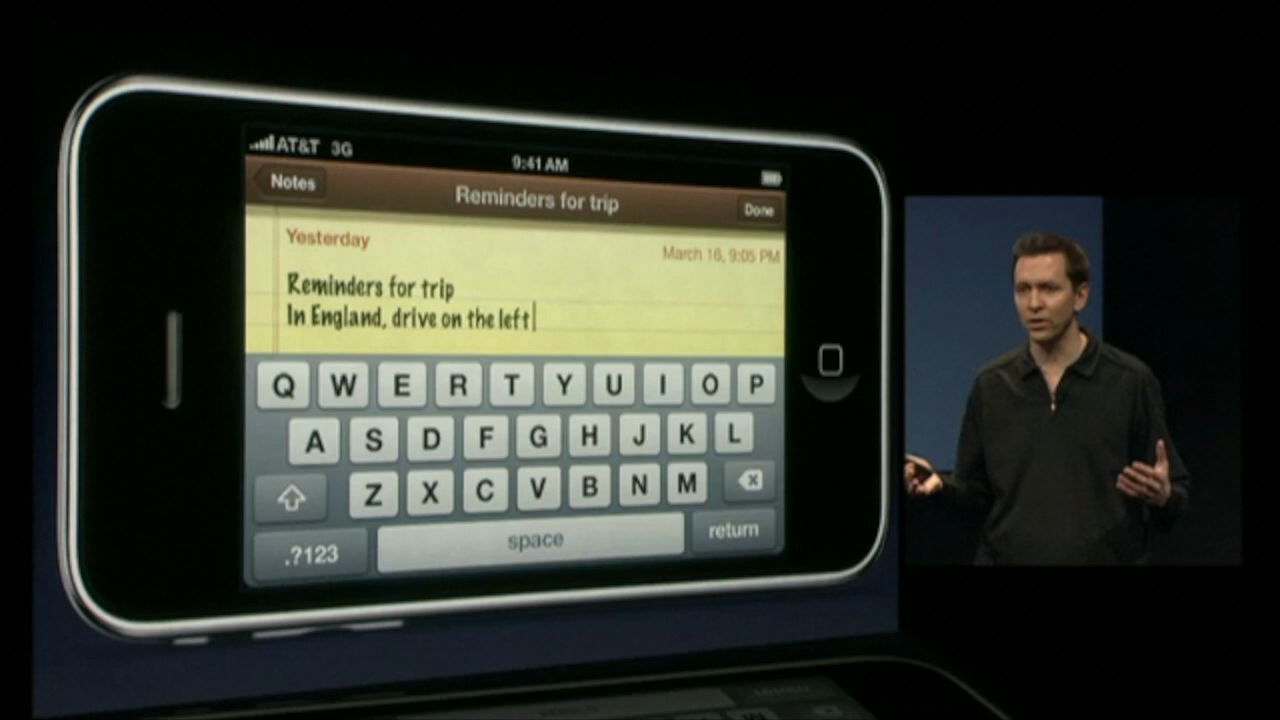 AT&T 3G
9:41 AM
Notes
Reminders for trip
Done
Yesterday
March 16, 9:05 PM
Reminders for trip
In England, drive on the left
Q W E R T Y U I O P
A S D F G H J K L
Z X C V B N M
.?123
space
return